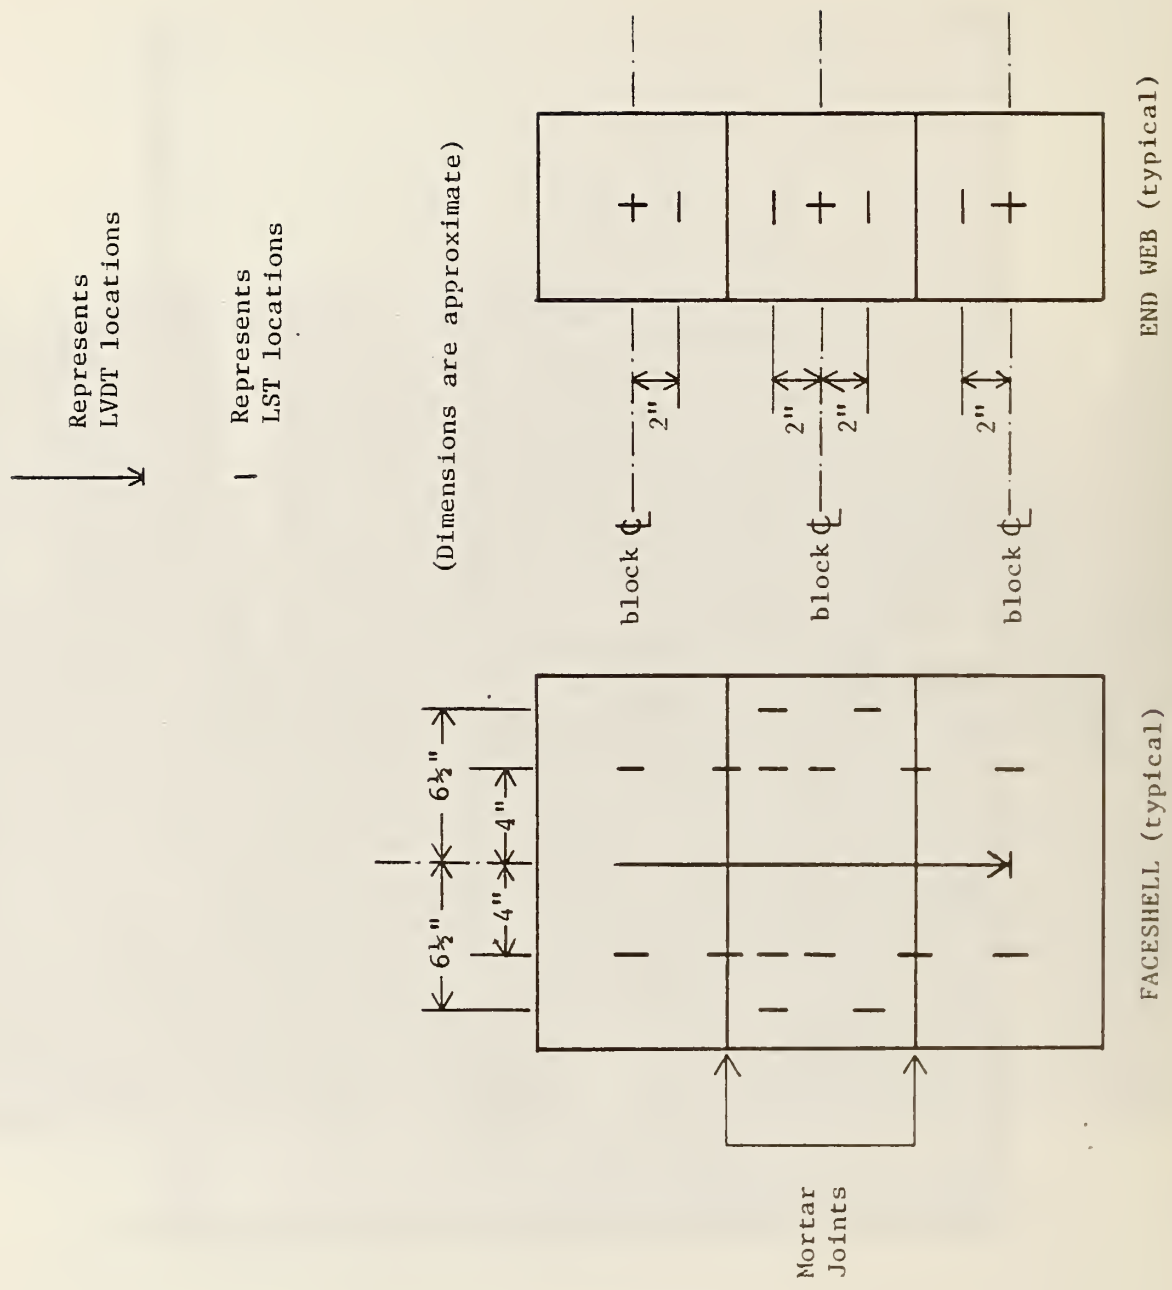 Represents
LVDT locations
Represents
LST locations
(Dimensions are approximate)
6½" 6½"
4" 4"
block ℄
2"
2"
block ℄
2"
2"
block ℄
Mortar
Joints
FACESHELL (typical)
END WEB (typical)